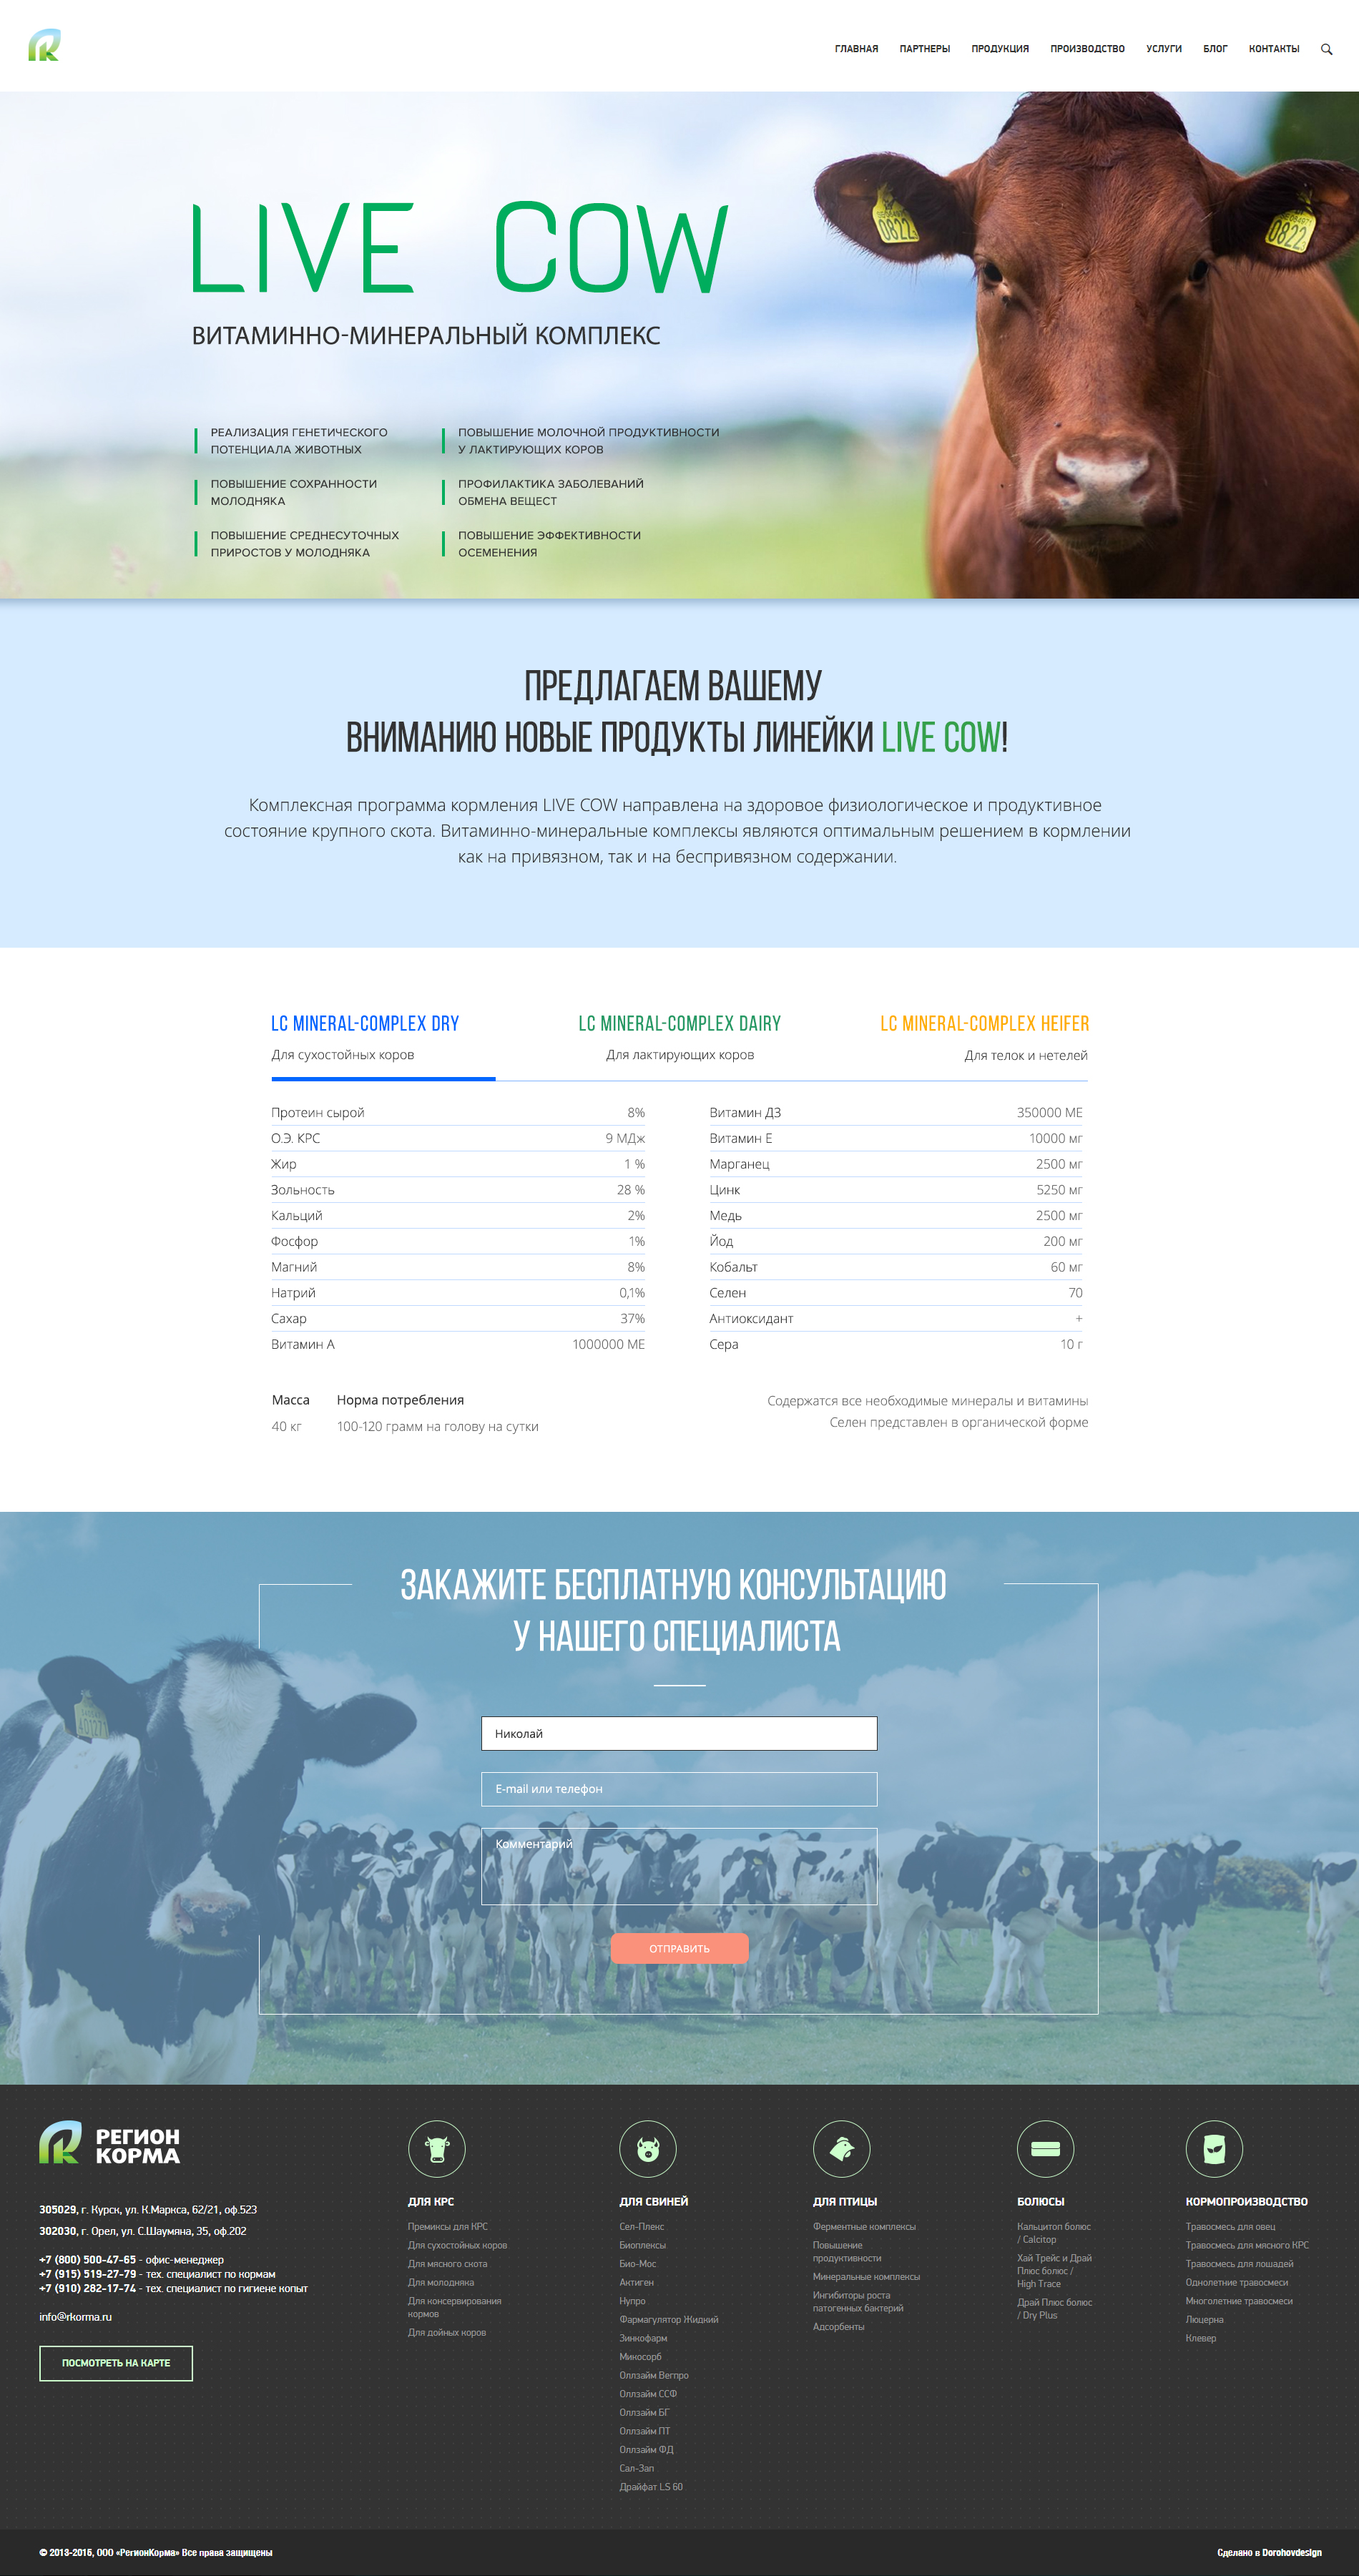 ГЛАВНАЯ ПАРТНЕРЫ ПРОДУКЦИЯ ПРОИЗВОДСТВО УСЛУГИ БЛОГ КОНТАКТЫ
LIVE COW
ВИТАМИННО-МИНЕРАЛЬНЫЙ КОМПЛЕКС
0822
0822
РЕАЛИЗАЦИЯ ГЕНЕТИЧЕСКОГО
ПОТЕНЦИАЛА ЖИВОТНЫХ
ПОВЫШЕНИЕ МОЛОЧНОЙ ПРОДУКТИВНОСТИ
У ЛАКТИРУЮЩИХ КОРОВ
ПОВЫШЕНИЕ СОХРАННОСТИ
МОЛОДНЯКА
ПРОФИЛАКТИКА ЗАБОЛЕВАНИЙ
ОБМЕНА ВЕЩЕСТ
ПОВЫШЕНИЕ СРЕДНЕСУТОЧНЫХ
ПРИРОСТОВ У МОЛОДНЯКА
ПОВЫШЕНИЕ ЭФФЕКТИВНОСТИ
ОСЕМЕНЕНИЯ
ПРЕДЛАГАЕМ ВАШЕМУ
ВНИМАНИЮ НОВЫЕ ПРОДУКТЫ ЛИНЕЙКИ LIVE COW!
Комплексная программа кормления LIVE COW направлена на здоровое физиологическое и продуктивное
состояние крупного скота. Витаминно-минеральные комплексы являются оптимальным решением в кормлении
как на привязном, так и на беспривязном содержании.
LC MINERAL-COMPLEX DRY
Для сухостойных коров
LC MINERAL-COMPLEX DAIRY
Для лактирующих коров
LC MINERAL-COMPLEX HEIFER
Для телок и нетелей
Протеин сырой 8%
О.Э. КРС 9 МДж
Жир 1 %
Зольность 28 %
Кальций 2%
Фосфор 1%
Магний 8%
Натрий 0,1%
Сахар 37%
Витамин А 1000000 МЕ
Витамин Д3 350000 МЕ
Витамин Е 10000 мг
Марганец 2500 мг
Цинк 5250 мг
Медь 2500 мг
Йод 200 мг
Кобальт 60 мг
Селен 70
Антиоксидант +
Сера 10 г
Масса Норма потребления
40 кг 100-120 грамм на голову на сутки
Содержатся все необходимые минералы и витамины
Селен представлен в органической форме
ЗАКАЖИТЕ БЕСПЛАТНУЮ КОНСУЛЬТАЦИЮ
У НАШЕГО СПЕЦИАЛИСТА
Николай
E-mail или телефон
Комментарий
ОТПРАВИТЬ
РЕГИОН
КОРМА
305029, г. Курск, ул. К.Маркса, 62/21, оф.523
302030, г. Орел, ул. С.Шаумяна, 35, оф.202
+7 (800) 500-47-65 - офис-менеджер
+7 (915) 519-27-79 - тех. специалист по кормам
+7 (910) 282-17-74 - тех. специалист по гигиене копыт
info@rkorma.ru
ПОСМОТРЕТЬ НА КАРТЕ
ДЛЯ КРС
Премиксы для КРС
Для сухостойных коров
Для мясного скота
Для молодняка
Для консервирования
кормов
Для дойных коров
ДЛЯ СВИНЕЙ
Сел-Плекс
Биоплексы
Био-Мос
Актиген
Нупро
Фармагулятор Жидкий
Зинкофарм
Микосорб
Оллзайм Вегпро
Оллзайм ССФ
Оллзайм БГ
Оллзайм ПТ
Оллзайм ФД
Сал-Зап
Драйфат LS 60
ДЛЯ ПТИЦЫ
Ферментные комплексы
Повышение
продуктивности
Минеральные комплексы
Ингибиторы роста
патогенных бактерий
Адсорбенты
БОЛЮСЫ
Кальцитоп болюс
/ Calcitop
Хай Трейс и Драй
Плюс болюс /
High Trace
Драй Плюс болюс
/ Dry Plus
КОРМОПРОИЗВОДСТВО
Травосмесь для овец
Травосмесь для мясного КРС
Травосмесь для лошадей
Однолетние травосмеси
Многолетние травосмеси
Люцерна
Клевер
© 2013-2015, ООО «РегионКорма» Все права защищены
Сделано в Dorohovdesign